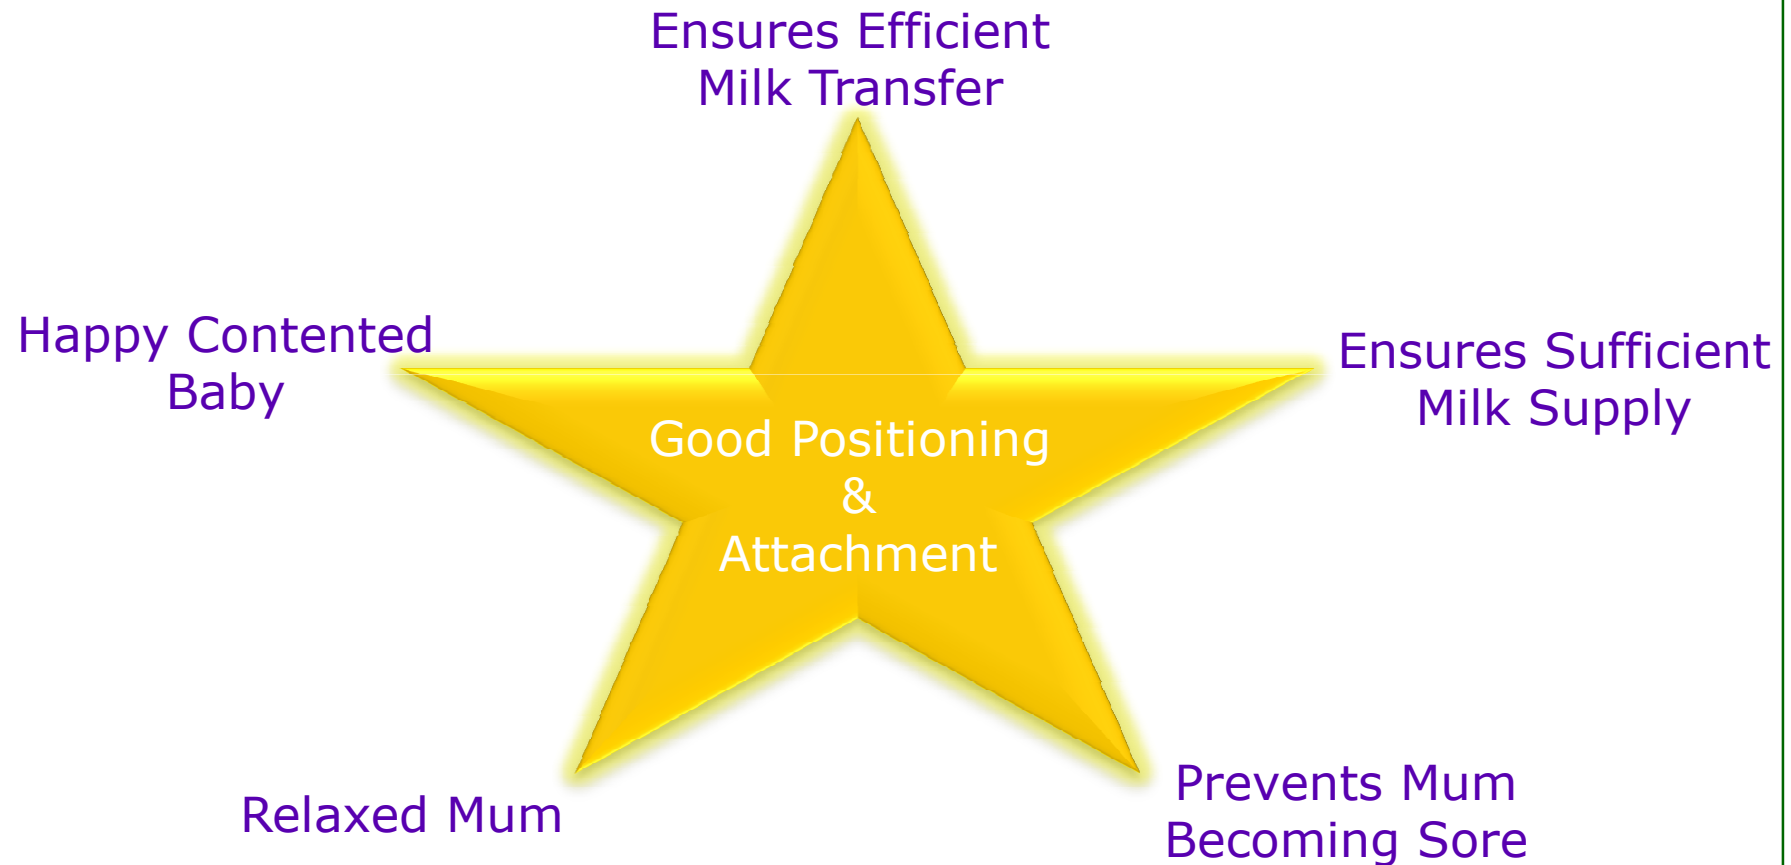 Ensures Efficient
Milk Transfer
Happy Contented
Baby
Ensures Sufficient
Milk Supply
Good Positioning
&
Attachment
Relaxed Mum
Prevents Mum
Becoming Sore